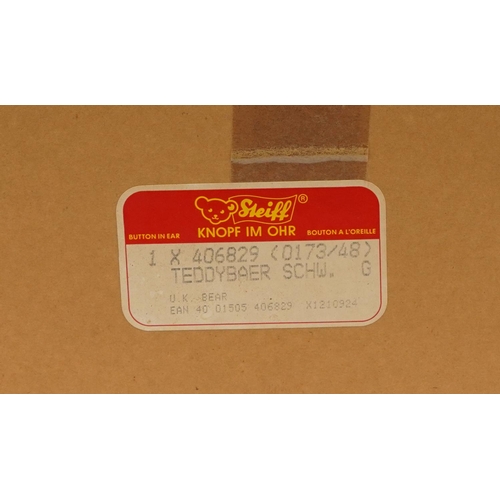 Steiff®
BUTTON IN EAR KNOPF IM OHR BOUTON A L'OREILLE
1 X 406829 (0173/48)
TEDDYBAER SCHW. G
U.K. BEAR
EAN 40 01505 406829 X1210924